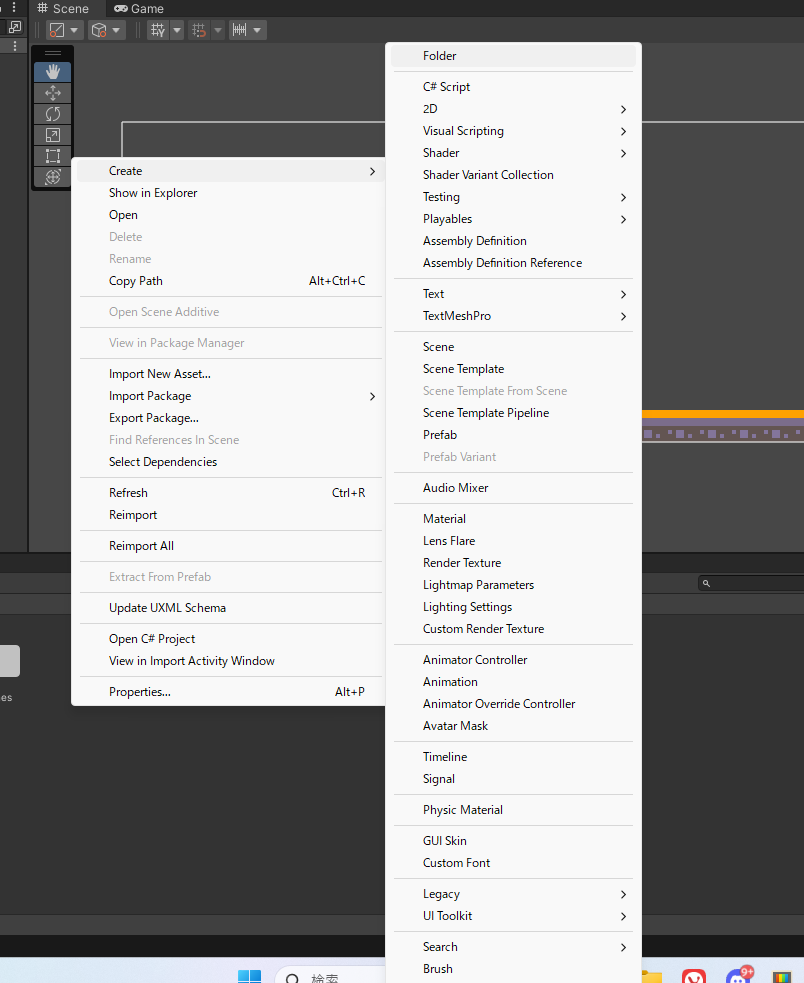 Scene
Game
Create
Show in Explorer
Open
Delete
Rename
Copy Path Alt+Ctrl+C
Open Scene Additive
View in Package Manager
Import New Asset...
Import Package
Export Package...
Find References In Scene
Select Dependencies
Refresh Ctrl+R
Reimport
Reimport All
Extract From Prefab
Update UXML Schema
Open C# Project
View in Import Activity Window
Properties... Alt+P
Folder
C# Script
2D
Visual Scripting
Shader
Shader Variant Collection
Testing
Playables
Assembly Definition
Assembly Definition Reference
Text
TextMeshPro
Scene
Scene Template
Scene Template From Scene
Scene Template Pipeline
Prefab
Prefab Variant
Audio Mixer
Material
Lens Flare
Render Texture
Lightmap Parameters
Lighting Settings
Custom Render Texture
Animator Controller
Animation
Animator Override Controller
Avatar Mask
Timeline
Signal
Physic Material
GUI Skin
Custom Font
Legacy
UI Toolkit
Search
Brush
es
検索
9+